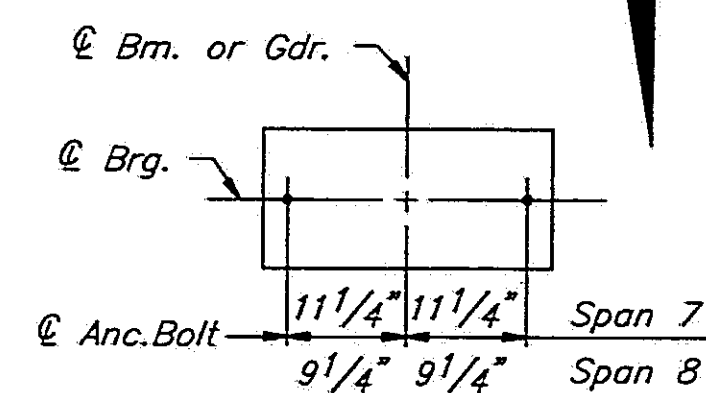 ℄ Bm. or Gdr.
℄ Brg.
11 1/4" 11 1/4" Span 7
℄ Anc. Bolt
9 1/4" 9 1/4" Span 8